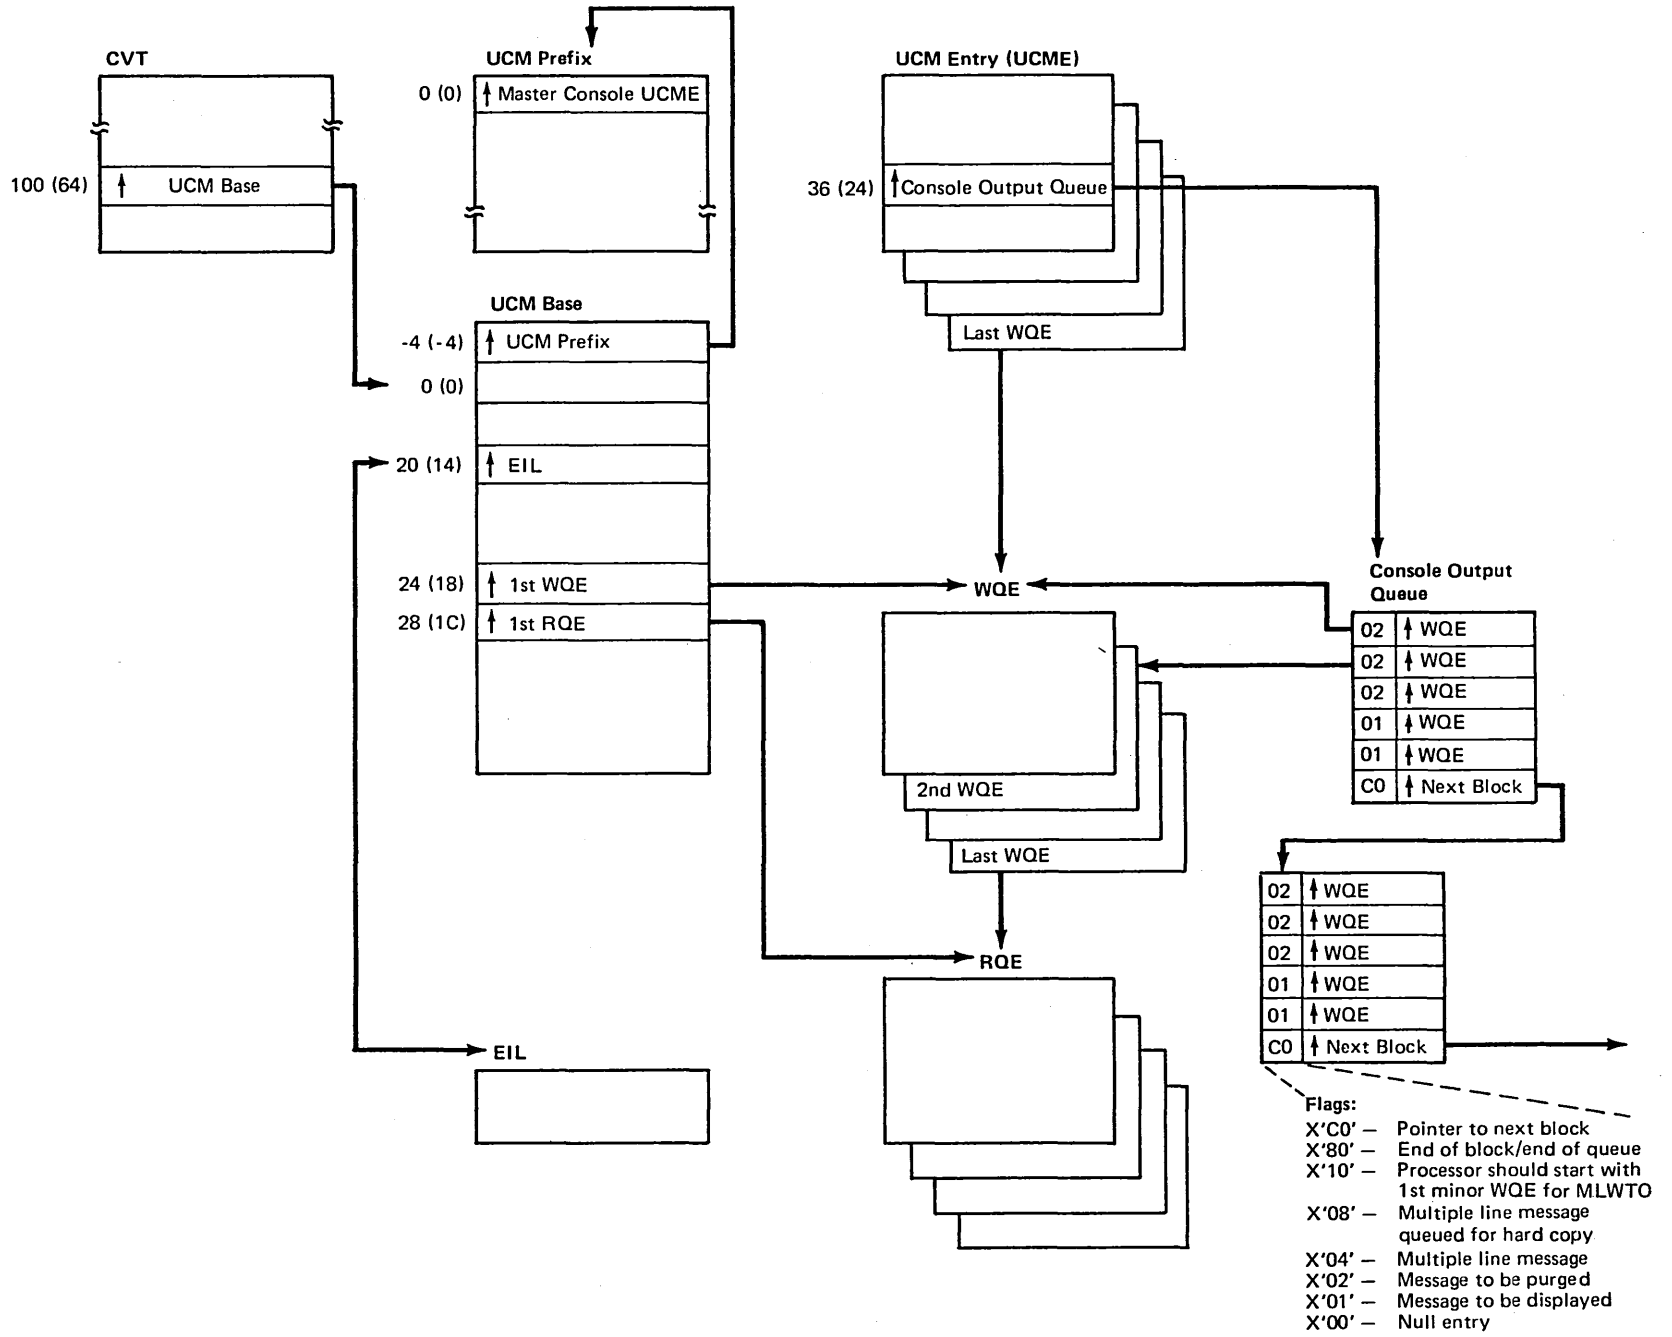 CVT
100 (64)
↑ UCM Base
UCM Prefix
0 (0)
↑ Master Console UCME
UCM Base
-4 (-4)
↑ UCM Prefix
0 (0)
20 (14)
↑ EIL
24 (18)
↑ 1st WQE
28 (1C)
↑ 1st RQE
EIL
UCM Entry (UCME)
36 (24)
↑ Console Output Queue
Last WQE
WQE
2nd WQE
Last WQE
RQE
Console Output
Queue
02 ↑ WQE
02 ↑ WQE
02 ↑ WQE
01 ↑ WQE
01 ↑ WQE
C0 ↑ Next Block
02 ↑ WQE
02 ↑ WQE
02 ↑ WQE
01 ↑ WQE
01 ↑ WQE
C0 ↑ Next Block
Flags:
X'C0' — Pointer to next block
X'80' — End of block/end of queue
X'10' — Processor should start with
1st minor WQE for MLWTO
X'08' — Multiple line message
queued for hard copy
X'04' — Multiple line message
X'02' — Message to be purged
X'01' — Message to be displayed
X'00' — Null entry